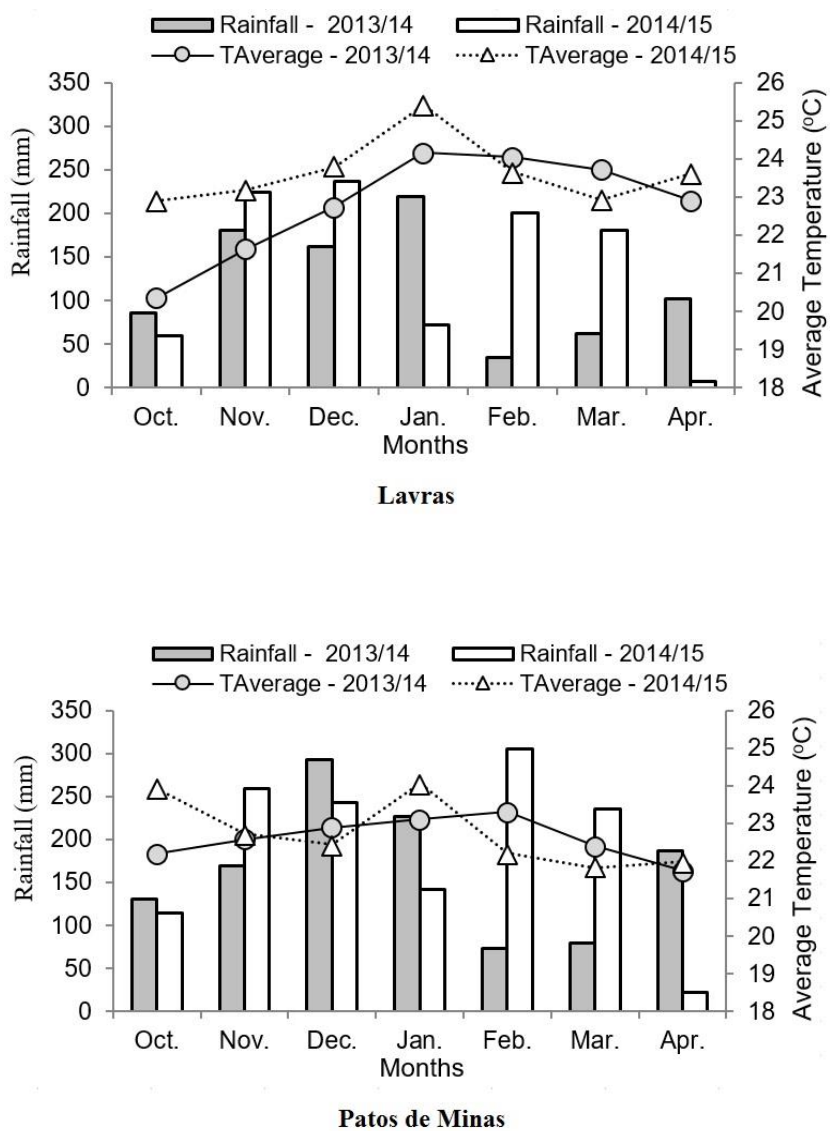 Rainfall - 2013/14 Rainfall - 2014/15
TAverage - 2013/14 TAverage - 2014/15
Rainfall (mm)
350
300
250
200
150
100
50
0
26
25
24
23
22
21
20
19
18
Average Temperature (ºC)
Oct. Nov. Dec. Jan. Feb. Mar. Apr.
Months
Lavras
Rainfall - 2013/14 Rainfall - 2014/15
TAverage - 2013/14 TAverage - 2014/15
Rainfall (mm)
350
300
250
200
150
100
50
0
26
25
24
23
22
21
20
19
18
Average Temperature (ºC)
Oct. Nov. Dec. Jan. Feb. Mar. Apr.
Months
Patos de Minas